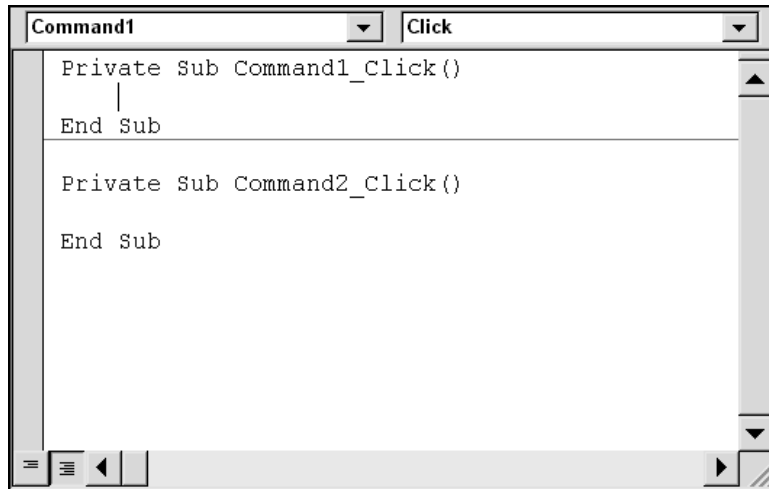 Command1 Click
Private Sub Command1_Click()
End Sub
Private Sub Command2_Click()
End Sub